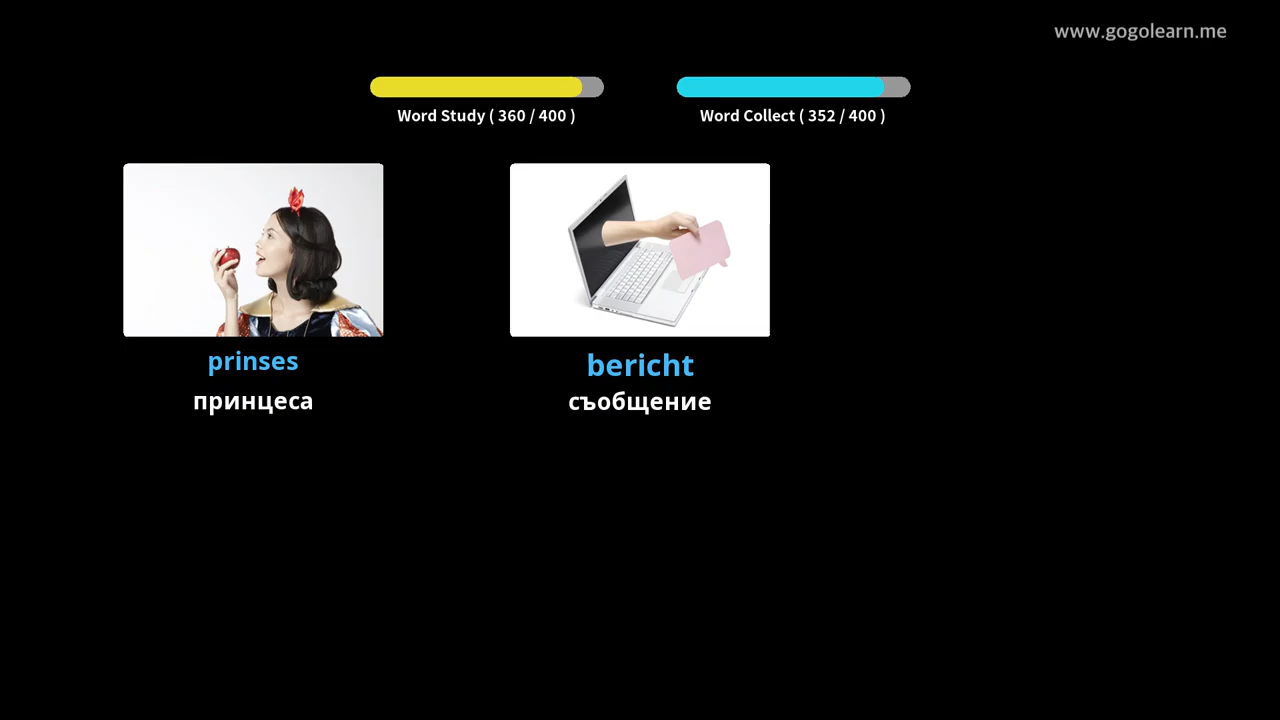 www.gogolearn.me
Word Study ( 360 / 400 )
Word Collect ( 352 / 400 )
prinses
принцеса
bericht
съобщение